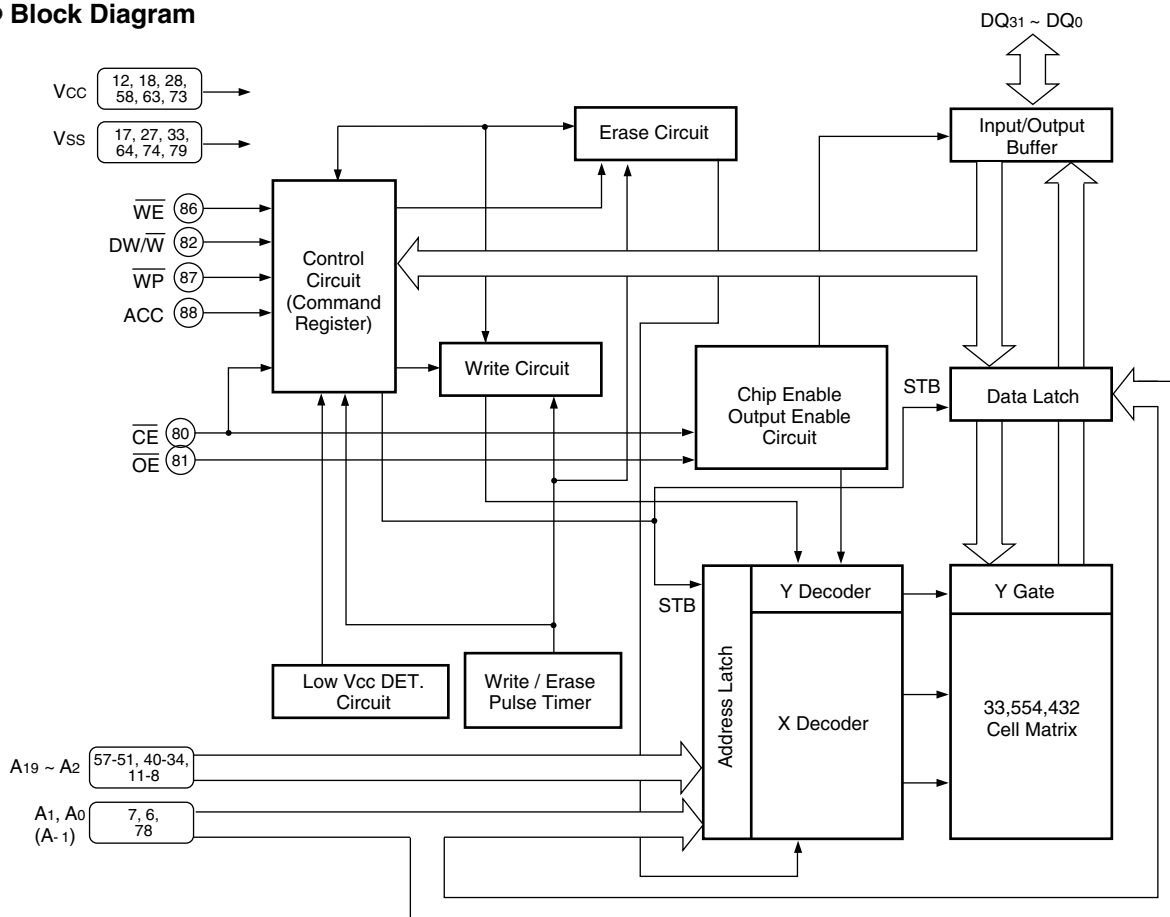 ● Block Diagram
DQ31 ~ DQ0
VCC
12, 18, 28,
58, 63, 73
VSS
17, 27, 33,
64, 74, 79
Erase Circuit
Input/Output
Buffer
W̅E̅ 86
DW/W̅ 82
W̅P̅ 87
ACC 88
Control
Circuit
(Command
Register)
Write Circuit
Chip Enable
Output Enable
Circuit
STB
Data Latch
C̅E̅ 80
O̅E̅ 81
STB
Address Latch
Y Decoder
Y Gate
Low Vcc DET.
Circuit
Write / Erase
Pulse Timer
X Decoder
33,554,432
Cell Matrix
A19 ~ A2
57-51, 40-34,
11-8
A1, A0
(A-1)
7, 6,
78